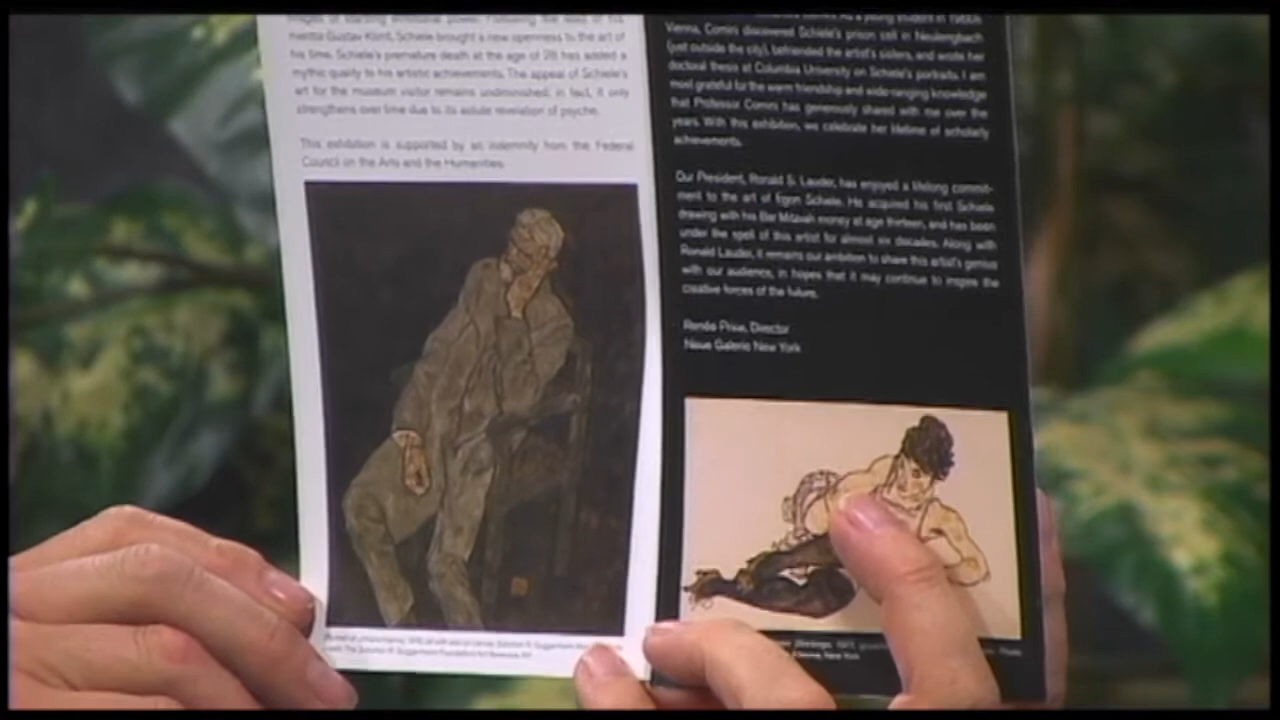 images of startling emotional power. Following the lead of his
mentor Gustav Klimt, Schiele brought a new openness to the art of
his time. Schiele's premature death at the age of 28 has added a
mythic quality to his artistic achievements. The appeal of Schiele's
art for the museum visitor remains undiminished; in fact, it only
strengthens over time due to its astute revelation of psyche.
This exhibition is supported by an indemnity from the Federal
Council on the Arts and the Humanities.
As a young student in
Vienna, Comini discovered Schiele's prison cell in Neulengbach
(just outside the city), befriended the artist's sisters, and wrote her
doctoral thesis at Columbia University on Schiele's portraits. I am
most grateful for the warm friendship and wide-ranging knowledge
that Professor Comini has generously shared with me over the
years. With this exhibition, we celebrate her lifetime of scholarly
achievements.
Our President, Ronald S. Lauder, has enjoyed a lifelong commit-
ment to the art of Egon Schiele. He acquired his first Schiele
drawing with his Bar Mitzvah money at age thirteen, and has been
under the spell of this artist for almost six decades. Along with
Ronald Lauder, it remains our ambition to share this artist's genius
with our audience, in hopes that it may continue to inspire the
creative forces of the future.
Renée Price, Director
Neue Galerie New York